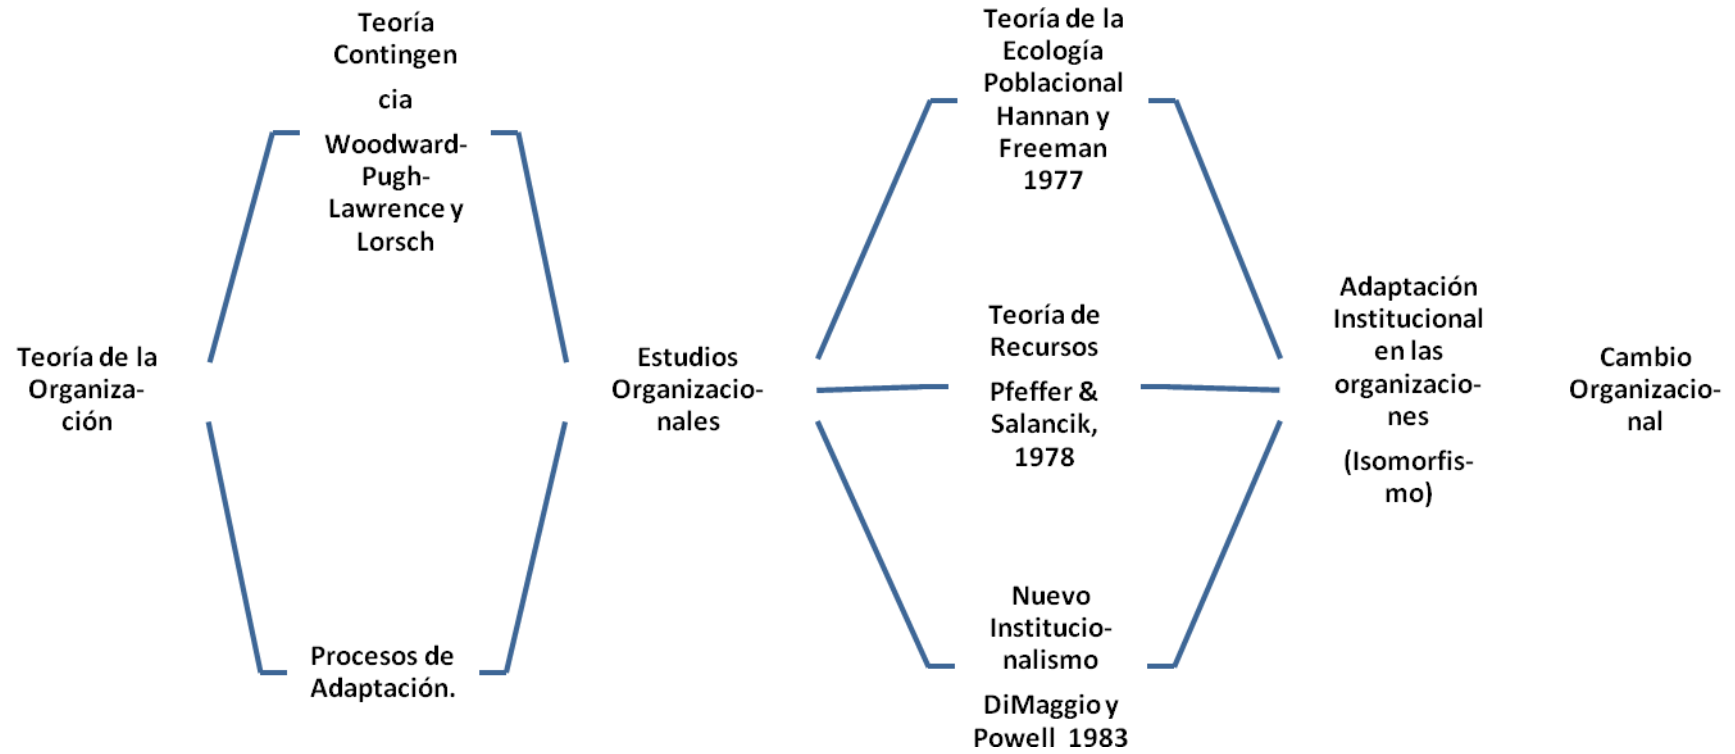 Teoría de la
Organiza-
ción
Teoría
Contingen
cia
Woodward-
Pugh-
Lawrence y
Lorsch
Procesos de
Adaptación.
Estudios
Organizacio-
nales
Teoría de la
Ecología
Poblacional
Hannan y
Freeman
1977
Teoría de
Recursos
Pfeffer &
Salancik,
1978
Nuevo
Institucio-
nalismo
DiMaggio y
Powell 1983
Adaptación
Institucional
en las
organizacio-
nes
(Isomorfis-
mo)
Cambio
Organizacio-
nal